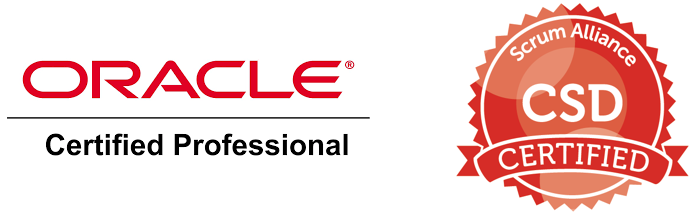 ORACLE®
Certified Professional
Scrum Alliance
CSD
CERTIFIED